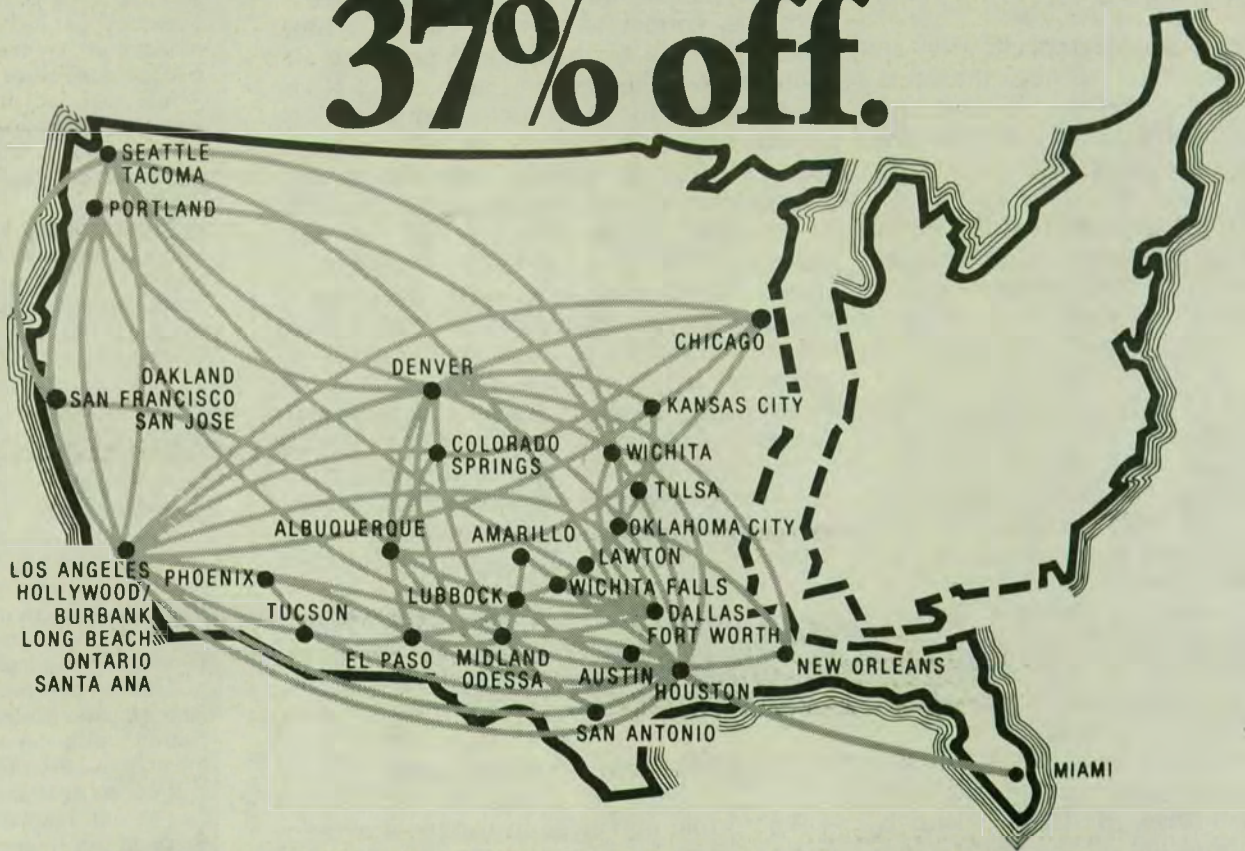 37% off.
SEATTLE
TACOMA
PORTLAND
CHICAGO
DENVER
OAKLAND
SAN FRANCISCO
SAN JOSE
KANSAS CITY
COLORADO
SPRINGS
WICHITA
TULSA
ALBUQUERQUE
AMARILLO
OKLAHOMA CITY
LAWTON
LOS ANGELES
HOLLYWOOD/
BURBANK
LONG BEACH
ONTARIO
SANTA ANA
PHOENIX
WICHITA FALLS
LUBBOCK
TUCSON
DALLAS
FORT WORTH
EL PASO
MIDLAND
ODESSA
AUSTIN
HOUSTON
NEW ORLEANS
SAN ANTONIO
MIAMI